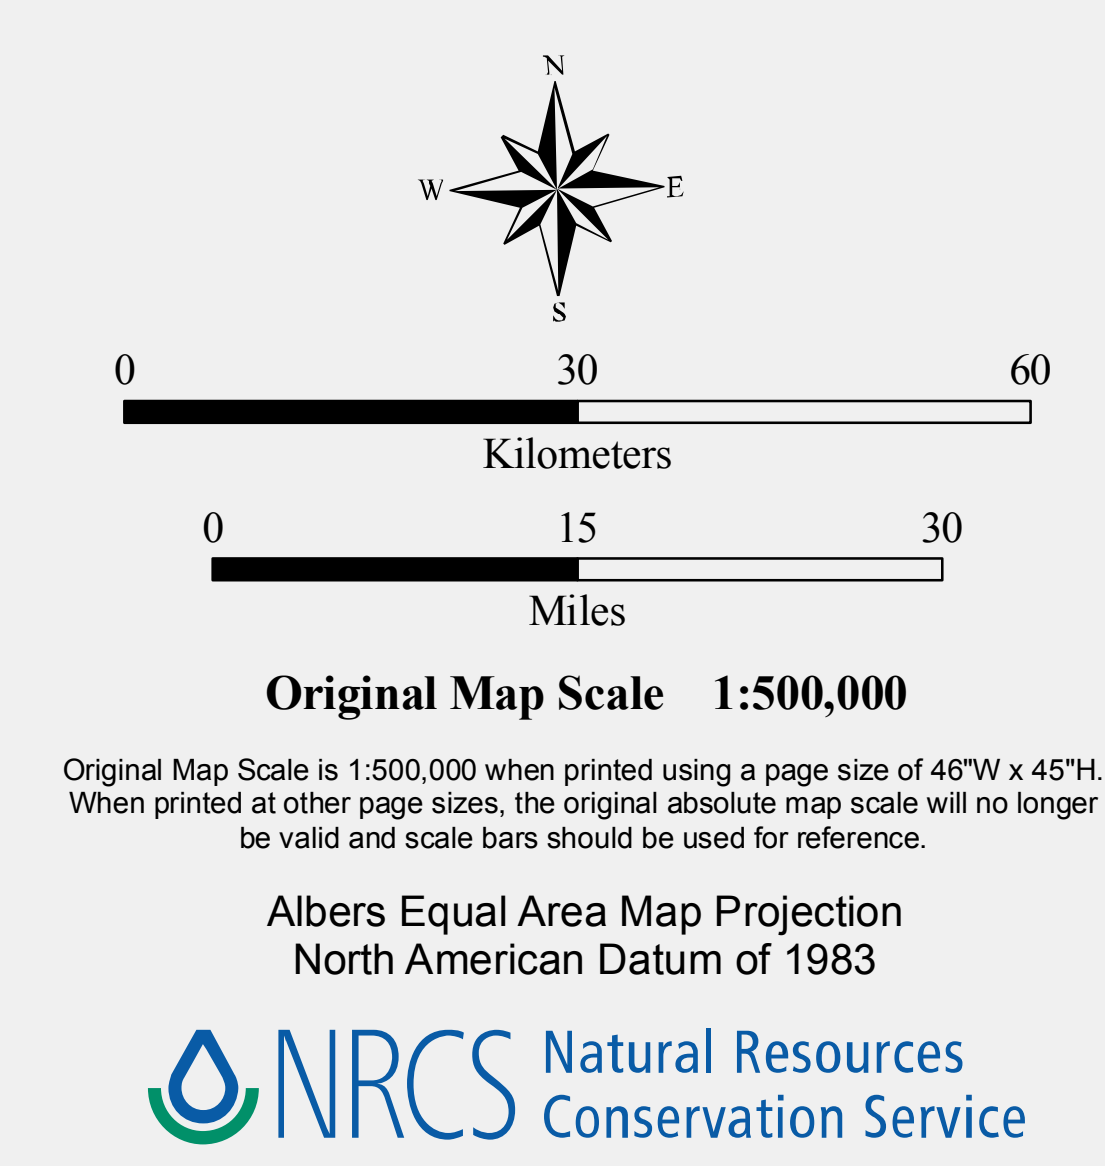 N
W E
S
0 30 60
Kilometers
0 15 30
Miles
Original Map Scale 1:500,000
Original Map Scale is 1:500,000 when printed using a page size of 46"W x 45"H.
When printed at other page sizes, the original absolute map scale will no longer
be valid and scale bars should be used for reference.
Albers Equal Area Map Projection
North American Datum of 1983
NRCS Natural Resources
Conservation Service